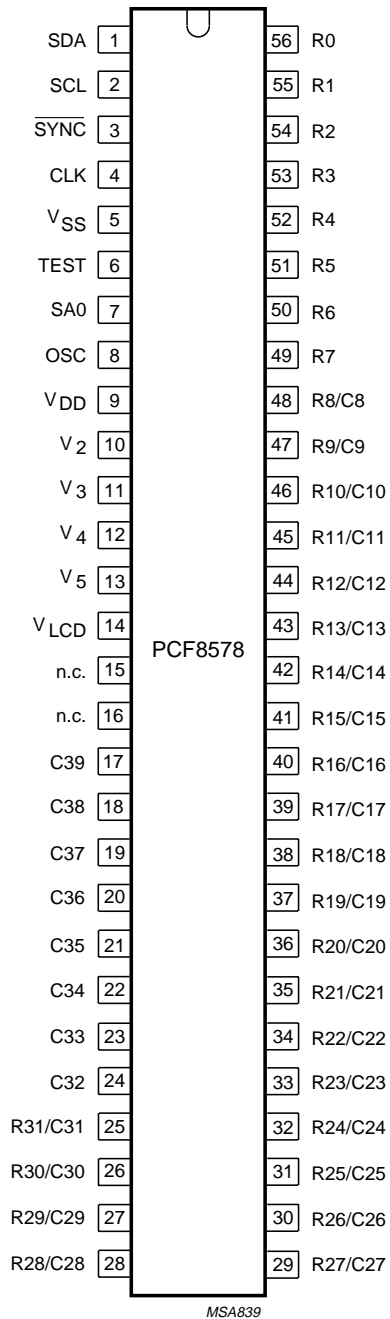 SDA 1 56 R0
SCL 2 55 R1
SYNC 3 54 R2
CLK 4 53 R3
VSS 5 52 R4
TEST 6 51 R5
SA0 7 50 R6
OSC 8 49 R7
VDD 9 48 R8/C8
V2 10 47 R9/C9
V3 11 46 R10/C10
V4 12 45 R11/C11
V5 13 44 R12/C12
VLCD 14 43 R13/C13
PCF8578
n.c. 15 42 R14/C14
n.c. 16 41 R15/C15
C39 17 40 R16/C16
C38 18 39 R17/C17
C37 19 38 R18/C18
C36 20 37 R19/C19
C35 21 36 R20/C20
C34 22 35 R21/C21
C33 23 34 R22/C22
C32 24 33 R23/C23
R31/C31 25 32 R24/C24
R30/C30 26 31 R25/C25
R29/C29 27 30 R26/C26
R28/C28 28 29 R27/C27
MSA839